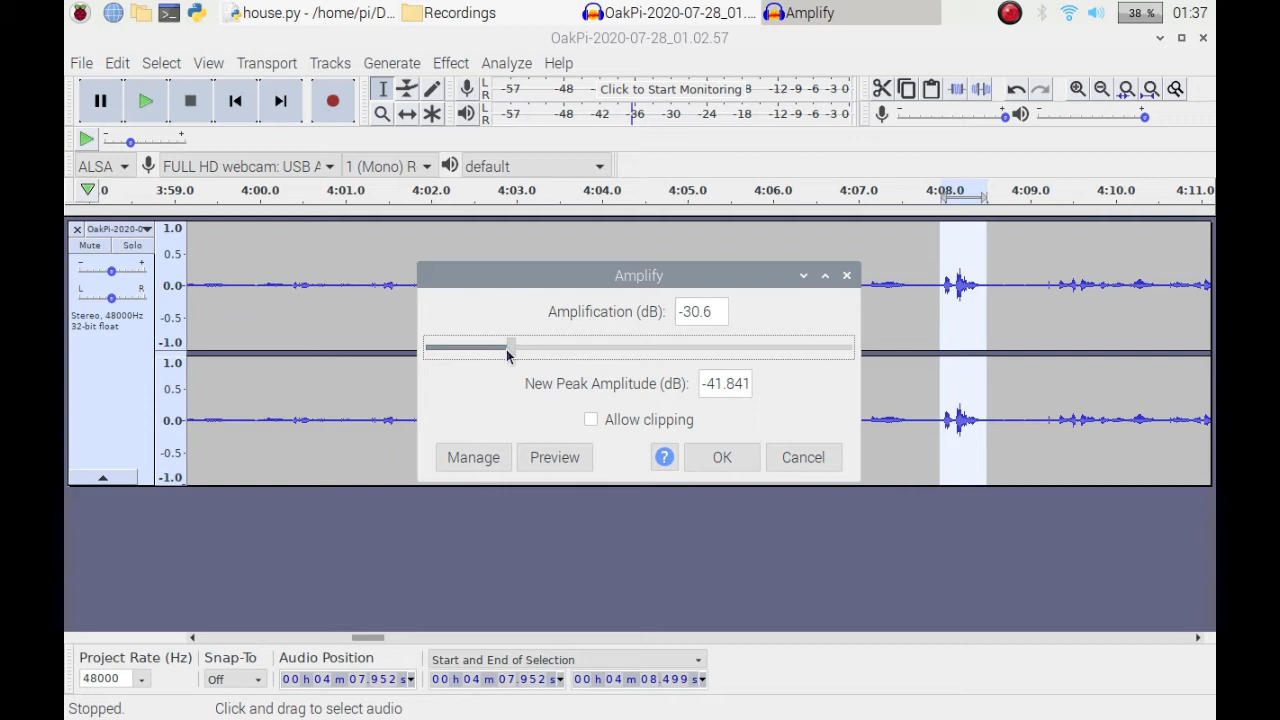 house.py - /home/pi/D... Recordings OakPi-2020-07-28_01.... Amplify 38 % 01:37
OakPi-2020-07-28_01.02.57
File Edit Select View Transport Tracks Generate Effect Analyze Help
L R -57 -48 Click to Start Monitoring -12 -9 -6 -3 0
L R -57 -48 -42 -36 -30 -24 -18 -12 -9 -6 -3 0
- +
- +
ALSA FULL HD webcam: USB A 1 (Mono) R default
0 3:59.0 4:00.0 4:01.0 4:02.0 4:03.0 4:04.0 4:05.0 4:06.0 4:07.0 4:08.0 4:09.0 4:10.0 4:11.0
OakPi-2020-0 1.0
Mute Solo
- + 0.5
L R 0.0
Stereo, 48000Hz -0.5
32-bit float
-1.0
1.0
0.5
0.0
-0.5
-1.0
Amplify
Amplification (dB): -30.6
New Peak Amplitude (dB): -41.841
Allow clipping
Manage Preview ? OK Cancel
Project Rate (Hz) Snap-To Audio Position Start and End of Selection
48000 Off 00 h 04 m 07.952 s 00 h 04 m 07.952 s 00 h 04 m 08.499 s
Stopped. Click and drag to select audio